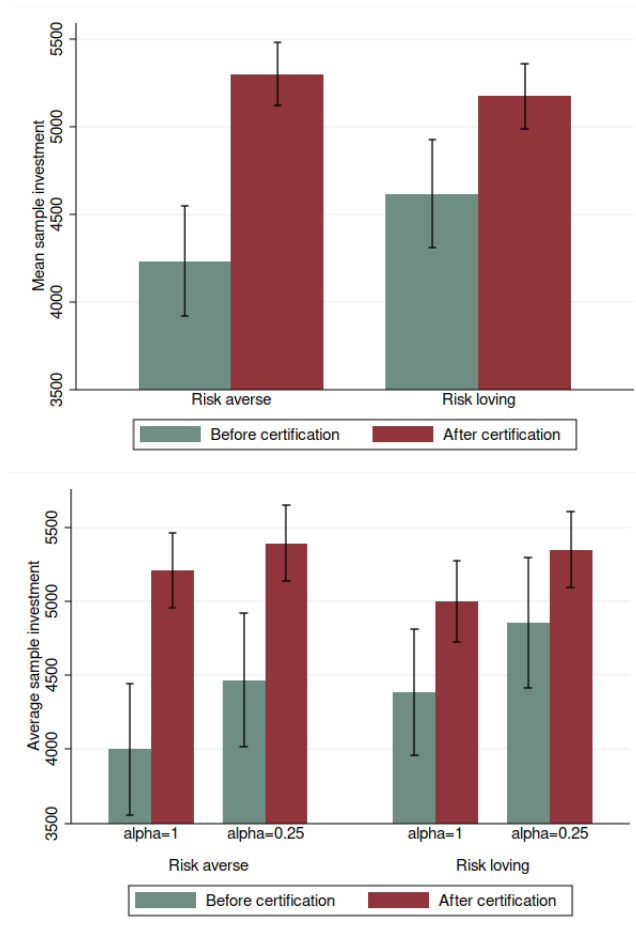 Mean sample investment
5500
5000
4500
4000
3500
Risk averse Risk loving
Before certification After certification
Average sample investment
5500
5000
4500
4000
3500
alpha=1 alpha=0.25 alpha=1 alpha=0.25
Risk averse Risk loving
Before certification After certification